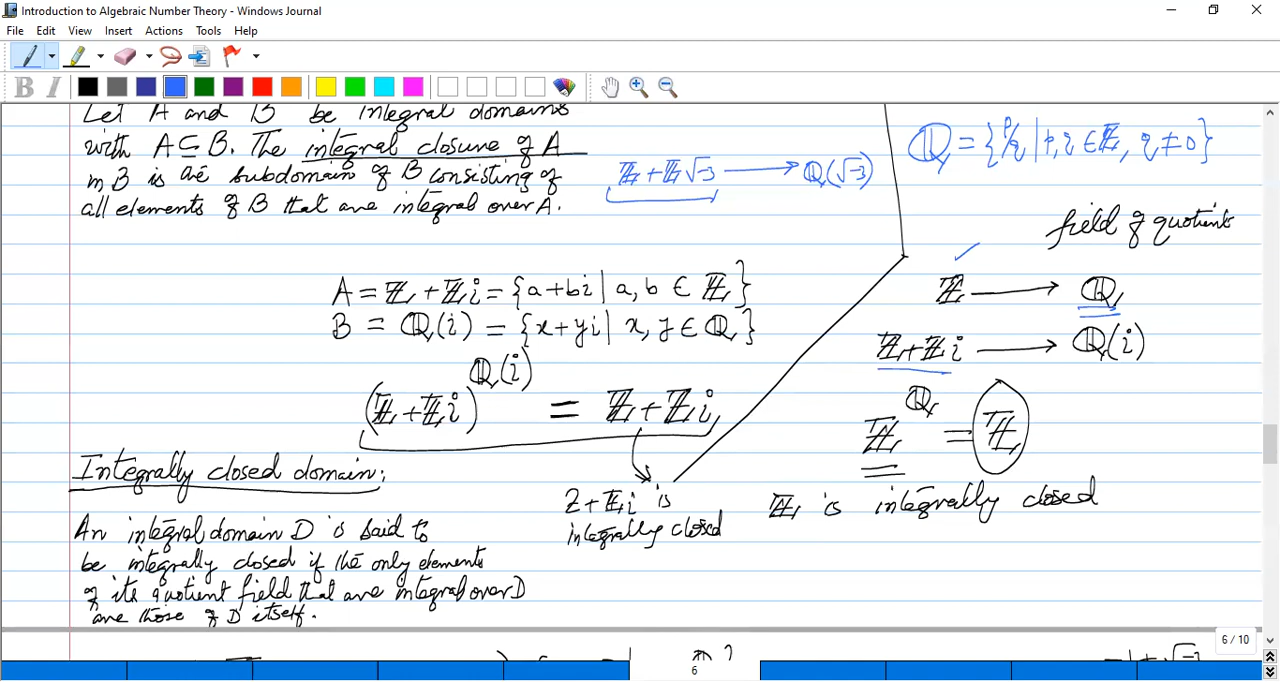 Introduction to Algebraic Number Theory - Windows Journal
File Edit View Insert Actions Tools Help
B I
Let A and B be integral domains
with A ⊆ B. The integral closure of A
in B is the subdomain of B consisting of
all elements of B that are integral over A.
ℤ + ℤ√-3 → ℚ(√-3)
ℚ = {p/q | p, q ∈ ℤ, q ≠ 0}
field of quotients
ℤ → ℚ
ℤ + ℤi → ℚ(i)
ℤ^ℚ = ℤ
ℤ is integrally closed
A = ℤ + ℤi = {a + bi | a, b ∈ ℤ}
B = ℚ(i) = {x + yi | x, y ∈ ℚ}
(ℤ + ℤi)^ℚ(i) = ℤ + ℤi
Z + ℤi is
integrally closed
Integrally closed domain:
An integral domain D is said to
be integrally closed if the only elements
of its quotient field that are integral over D
are those of D itself.
6 / 10
6